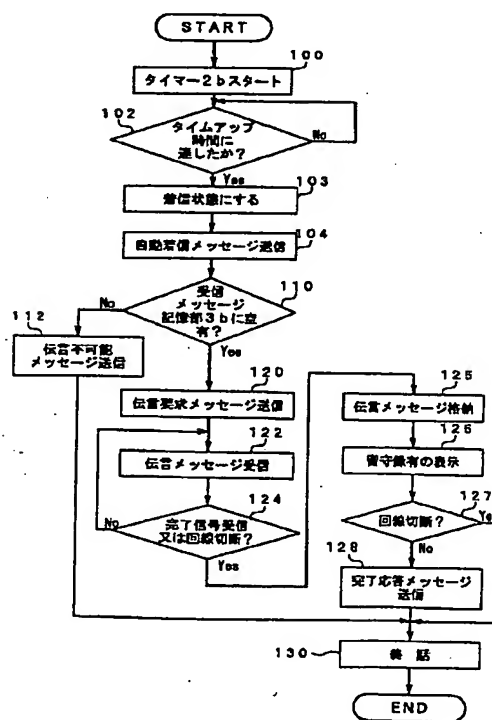 START
100
タイマー2bスタート
102
タイムアップ
時間に
達したか?
No
Yes
103
着信状態にする
104
自動着信メッセージ送信
110
受信
メッセージ
記憶部3bに空
有?
No
Yes
112
伝言不可能
メッセージ送信
120
伝言要求メッセージ送信
122
伝言メッセージ受信
124
完了信号受信
又は回線切断?
No
Yes
125
伝言メッセージ格納
126
留守録有の表示
127
回線切断?
Yes
No
128
完了応答メッセージ
送信
130
終話
END